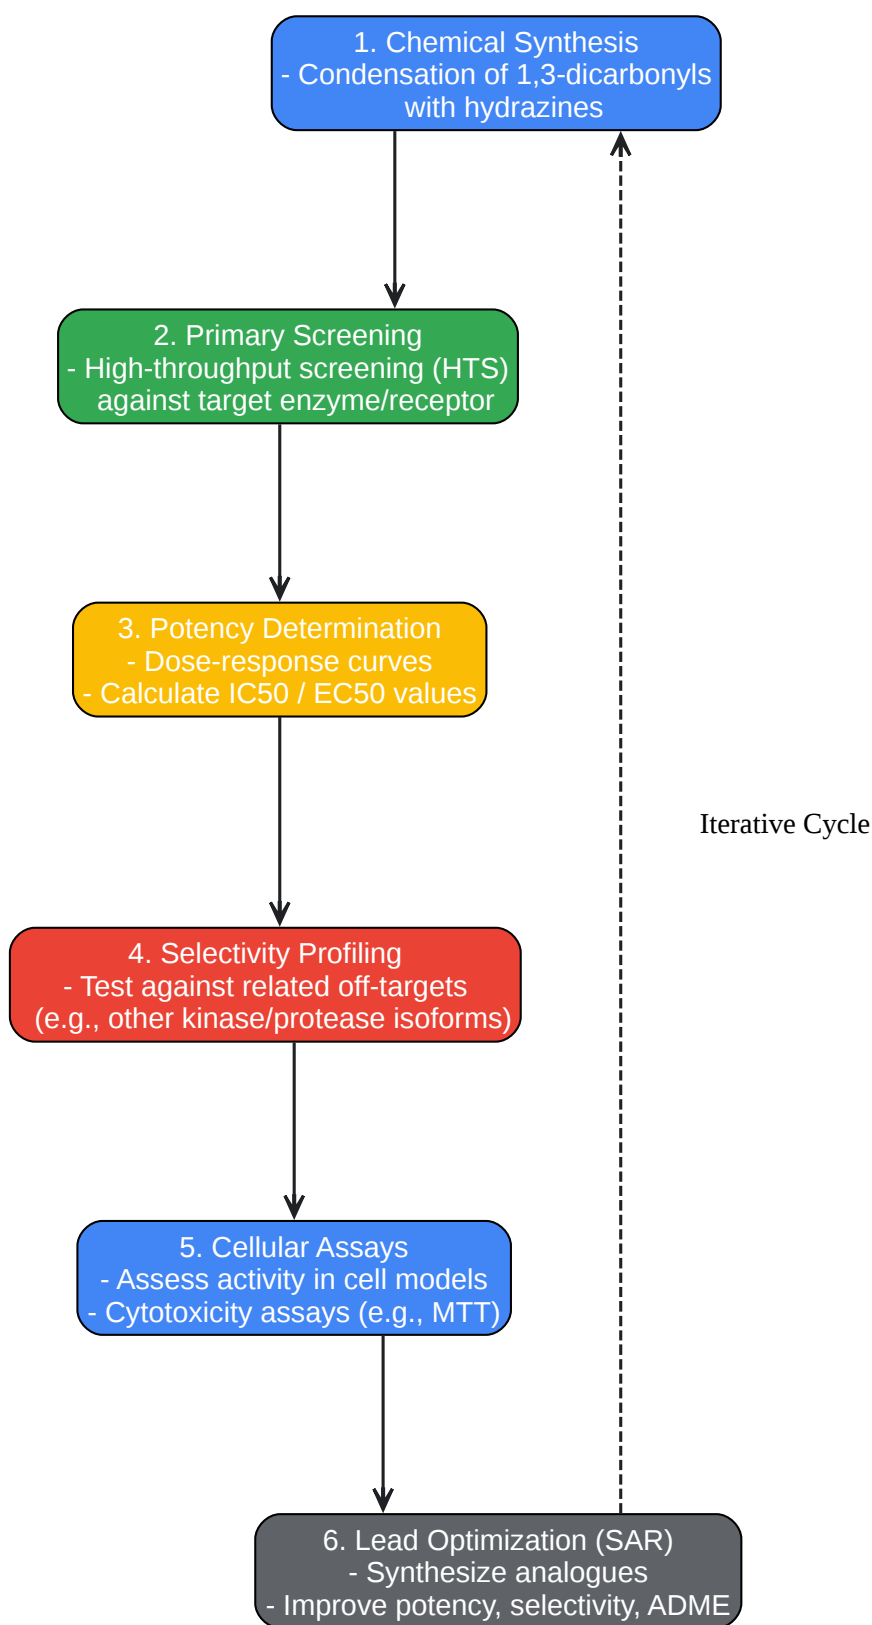 1. Chemical Synthesis
- Condensation of 1,3-dicarbonyls
with hydrazines
2. Primary Screening
- High-throughput screening (HTS)
against target enzyme/receptor
3. Potency Determination
- Dose-response curves
- Calculate IC50 / EC50 values
Iterative Cycle
4. Selectivity Profiling
- Test against related off-targets
(e.g., other kinase/protease isoforms)
5. Cellular Assays
- Assess activity in cell models
- Cytotoxicity assays (e.g., MTT)
6. Lead Optimization (SAR)
- Synthesize analogues
- Improve potency, selectivity, ADME